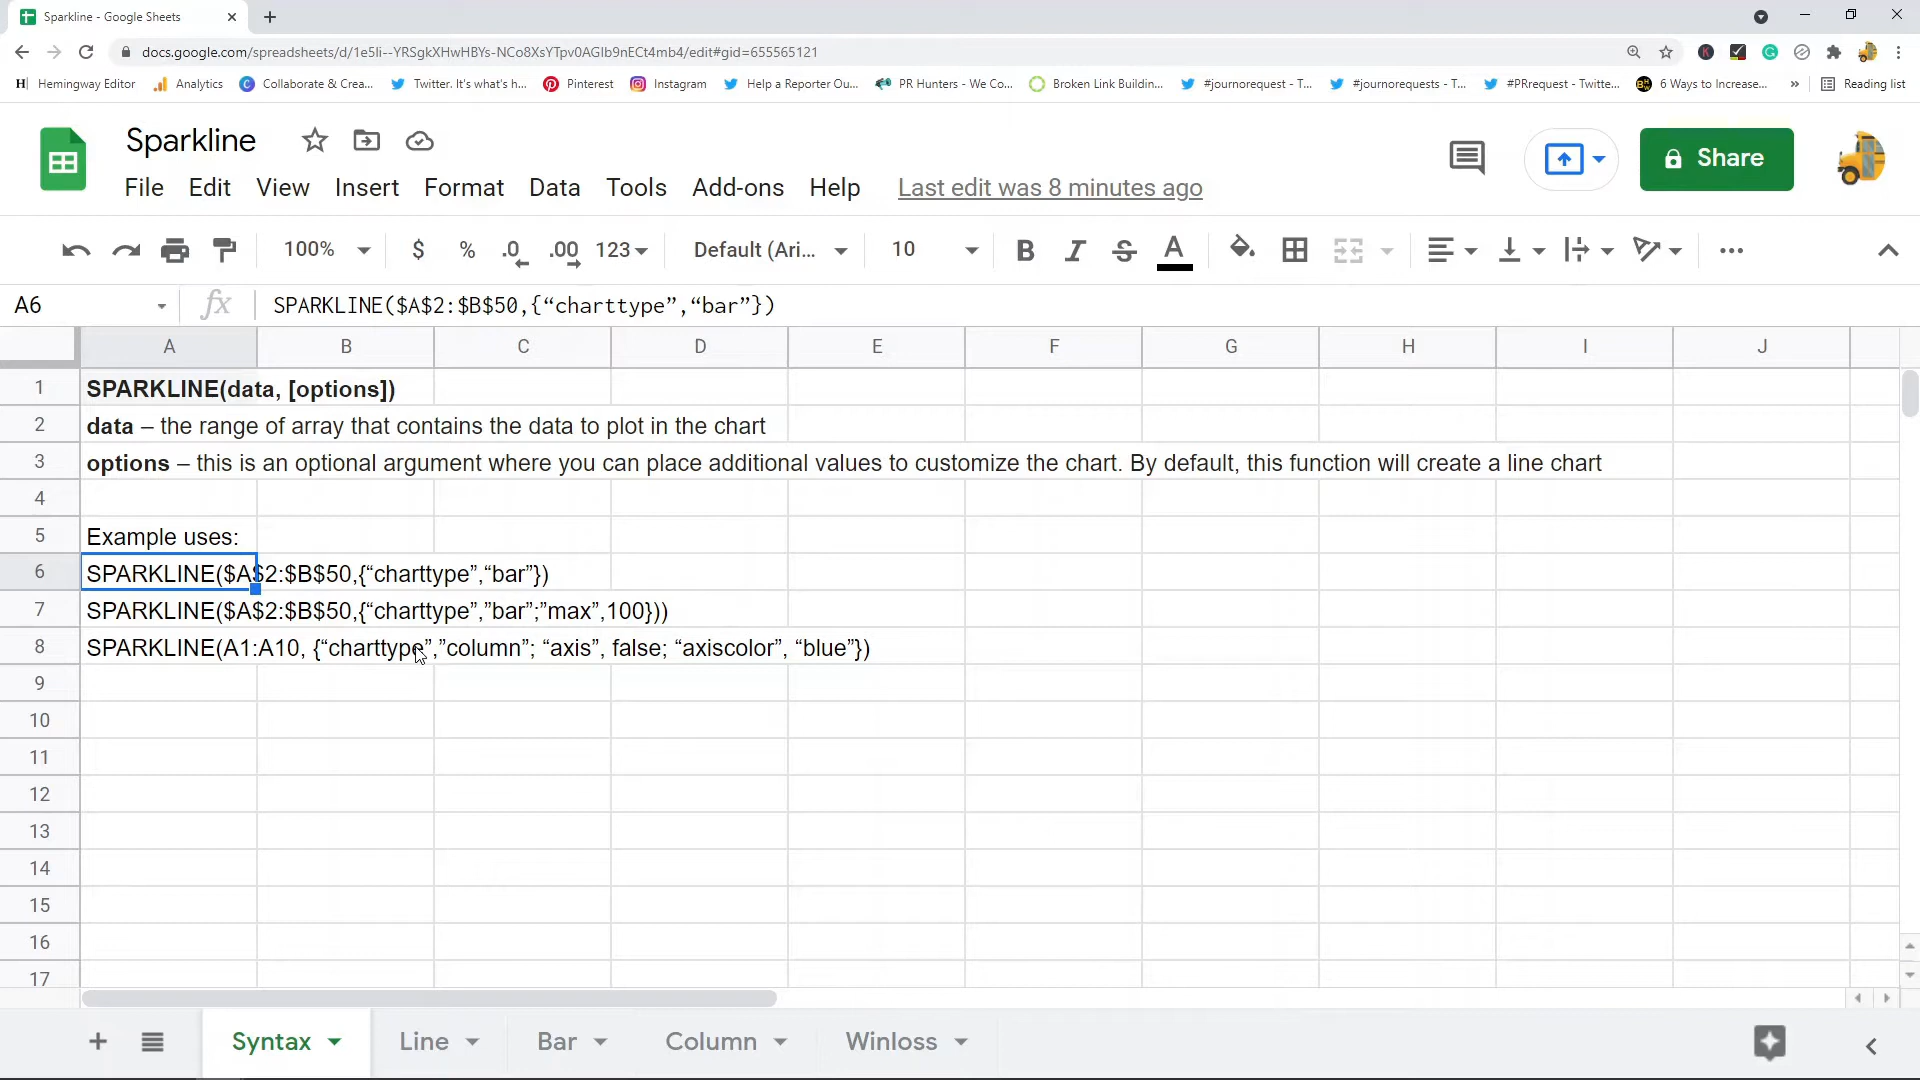 Sparkline - Google Sheets
docs.google.com/spreadsheets/d/1e5li--YRSgkXHwHBYs-NCo8XsYTpv0AGlb9nECt4mb4/edit#gid=655565121
Hemingway Editor Analytics Collaborate & Crea... Twitter. It's what's h... Pinterest Instagram Help a Reporter Ou... PR Hunters - We Co... Broken Link Building... #journorequest - T... #journorequests - T... #PRrequest - Twitte... 6 Ways to Increase... » Reading list
Sparkline
Share
File Edit View Insert Format Data Tools Add-ons Help Last edit was 8 minutes ago
100% $ % .0 .00 123 Default (Ari... 10 B I S A
A6 fx SPARKLINE($A$2:$B$50,{“charttype”,“bar”})
A B C D E F G H I J
1 SPARKLINE(data, [options])
2 data – the range of array that contains the data to plot in the chart
3 options – this is an optional argument where you can place additional values to customize the chart. By default, this function will create a line chart
4
5 Example uses:
6 SPARKLINE($A$2:$B$50,{“charttype”,“bar”})
7 SPARKLINE($A$2:$B$50,{“charttype”,”bar”;”max”,100}))
8 SPARKLINE(A1:A10, {“charttype”,”column”; “axis”, false; “axiscolor”, “blue”})
9
10
11
12
13
14
15
16
17
Syntax Line Bar Column Winloss